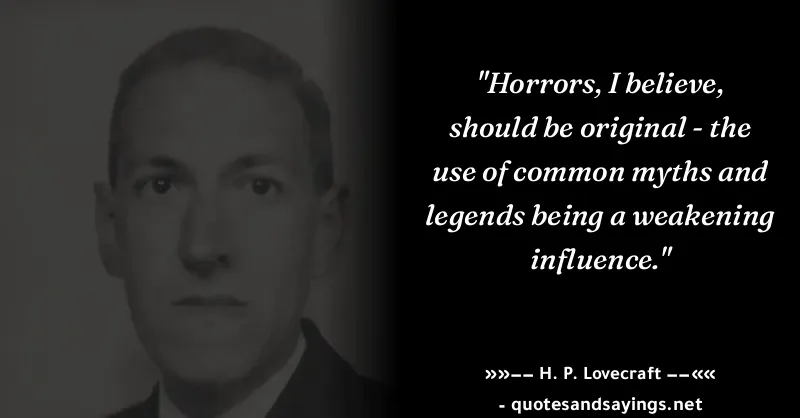 "Horrors, I believe,
should be original - the
use of common myths and
legends being a weakening
influence."
»»−− H. P. Lovecraft −−««
- quotesandsayings.net